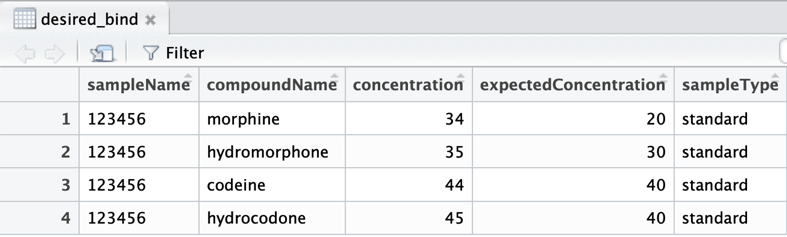 desired_bind
Filter
sampleName compoundName concentration expectedConcentration sampleType
1 123456 morphine 34 20 standard
2 123456 hydromorphone 35 30 standard
3 123456 codeine 44 40 standard
4 123456 hydrocodone 45 40 standard